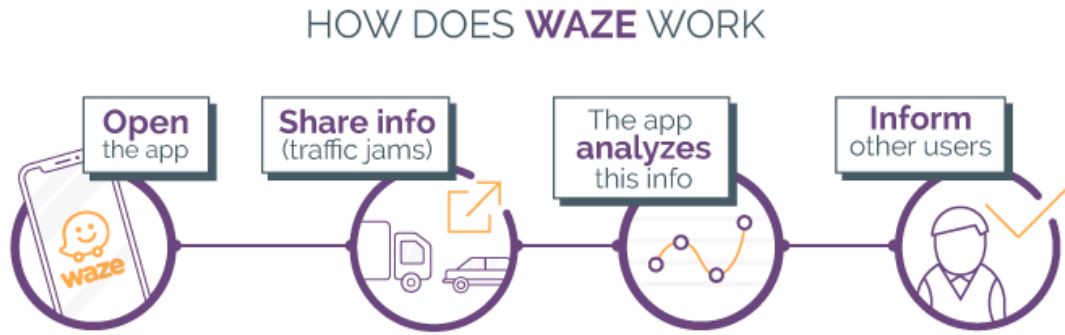 HOW DOES WAZE WORK
Open
the app
Share info
(traffic jams)
The app
analyzes
this info
Inform
other users
waze